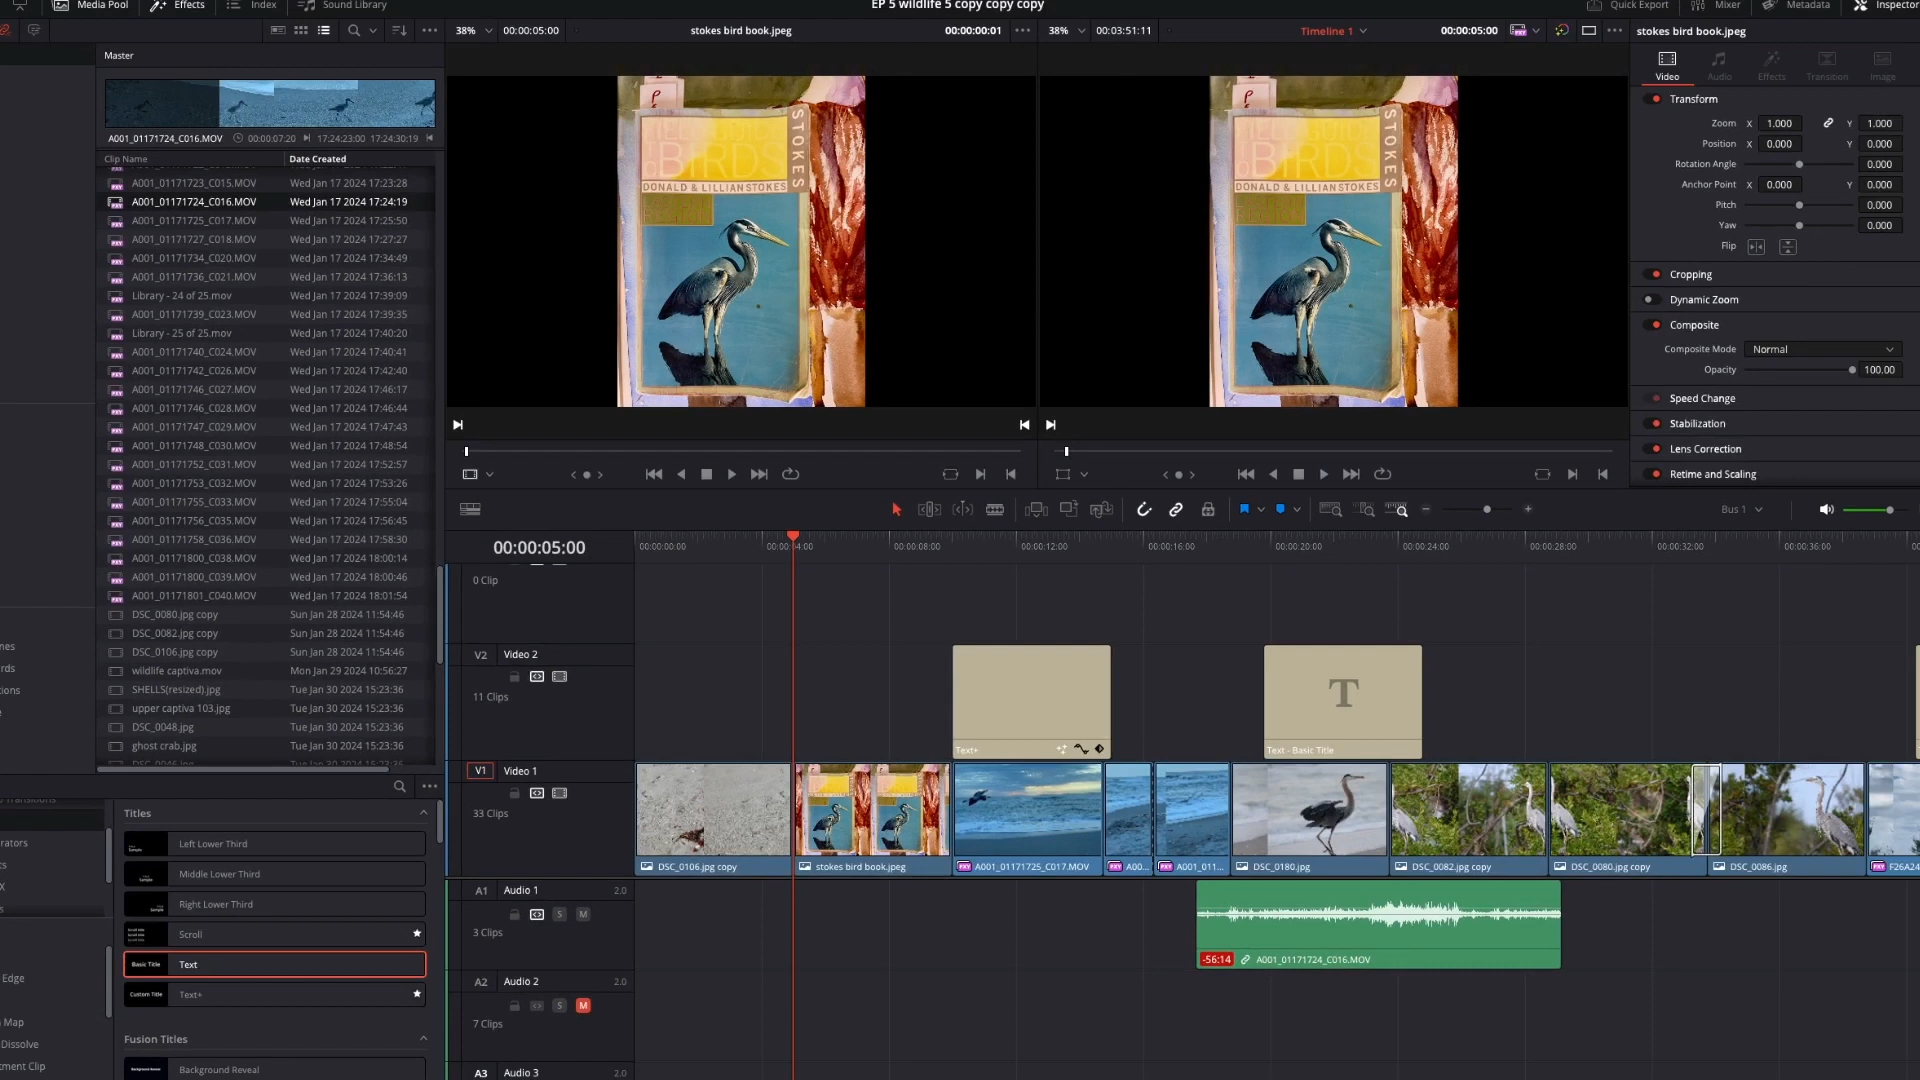 Media Pool
Effects
Index
Sound Library
EP 5 wildlife 5 copy copy copy
Quick Export
Mixer
Metadata
Inspector
38%
00:00:05:00
stokes bird book.jpeg
00:00:00:01
38%
00:03:51:11
Timeline 1
00:00:05:00
stokes bird book.jpeg
Master
A001_01171724_C016.MOV
00:00:07:20
17:24:23:00
17:24:30:19
Clip Name
Date Created
A001_01171723_C015.MOV Wed Jan 17 2024 17:23:28
A001_01171724_C016.MOV Wed Jan 17 2024 17:24:19
A001_01171725_C017.MOV Wed Jan 17 2024 17:25:50
A001_01171727_C018.MOV Wed Jan 17 2024 17:27:27
A001_01171734_C020.MOV Wed Jan 17 2024 17:34:49
A001_01171736_C021.MOV Wed Jan 17 2024 17:36:13
Library - 24 of 25.mov Wed Jan 17 2024 17:39:09
A001_01171739_C023.MOV Wed Jan 17 2024 17:39:35
Library - 25 of 25.mov Wed Jan 17 2024 17:40:20
A001_01171740_C024.MOV Wed Jan 17 2024 17:40:41
A001_01171742_C026.MOV Wed Jan 17 2024 17:42:40
A001_01171746_C027.MOV Wed Jan 17 2024 17:46:17
A001_01171746_C028.MOV Wed Jan 17 2024 17:46:44
A001_01171747_C029.MOV Wed Jan 17 2024 17:47:43
A001_01171748_C030.MOV Wed Jan 17 2024 17:48:54
A001_01171752_C031.MOV Wed Jan 17 2024 17:52:57
A001_01171753_C032.MOV Wed Jan 17 2024 17:53:26
A001_01171755_C033.MOV Wed Jan 17 2024 17:55:04
A001_01171756_C035.MOV Wed Jan 17 2024 17:56:45
A001_01171758_C036.MOV Wed Jan 17 2024 17:58:30
A001_01171800_C038.MOV Wed Jan 17 2024 18:00:14
A001_01171800_C039.MOV Wed Jan 17 2024 18:00:46
A001_01171801_C040.MOV Wed Jan 17 2024 18:01:54
DSC_0080.jpg copy Sun Jan 28 2024 11:54:46
DSC_0082.jpg copy Sun Jan 28 2024 11:54:46
DSC_0106.jpg copy Sun Jan 28 2024 11:54:46
wildlife captiva.mov Mon Jan 29 2024 10:56:27
SHELLS(resized).jpg Tue Jan 30 2024 15:23:36
upper captiva 103.jpg Tue Jan 30 2024 15:23:36
DSC_0048.jpg Tue Jan 30 2024 15:23:36
ghost crab.jpg Tue Jan 30 2024 15:23:36
BIRDS
STOKES
DONALD & LILLIAN STOKES
BIRDS
STOKES
DONALD & LILLIAN STOKES
Video
Audio
Effects
Transition
Image
Transform
Zoom X 1.000 Y 1.000
Position X 0.000 Y 0.000
Rotation Angle 0.000
Anchor Point X 0.000 Y 0.000
Pitch 0.000
Yaw 0.000
Flip
Cropping
Dynamic Zoom
Composite
Composite Mode Normal
Opacity 100.00
Speed Change
Stabilization
Lens Correction
Retime and Scaling
Bus 1
00:00:05:00
00:00:00:00
00:00:08:00
00:00:12:00
00:00:16:00
00:00:20:00
00:00:24:00
00:00:28:00
00:00:32:00
00:00:36:00
0 Clip
V2 Video 2
11 Clips
Text+
T
Text - Basic Title
V1 Video 1
33 Clips
DSC_0106.jpg copy
stokes bird book.jpeg
A001_01171725_C017.MOV
A00...
A001_011...
DSC_0180.jpg
DSC_0082.jpg copy
DSC_0080.jpg copy
DSC_0086.jpg
F26A24
A1 Audio 1 2.0
S M
3 Clips
-56:14
A001_01171724_C016.MOV
A2 Audio 2 2.0
S M
7 Clips
A3 Audio 3 2.0
Titles
Left Lower Third
Middle Lower Third
Right Lower Third
Scroll
Basic Title
Text
Custom Title
Text+
Fusion Titles
Background Reveal
Edge
Map
Dissolve